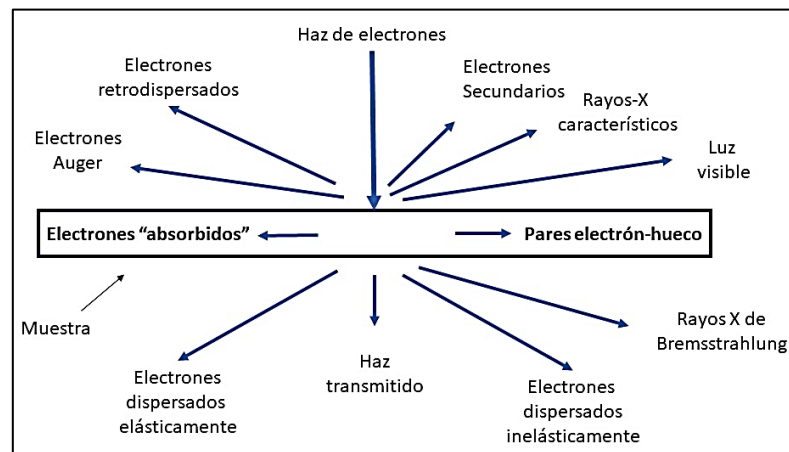 Haz de electrones
Electrones
retrodispersados
Electrones
Secundarios
Rayos-X
característicos
Electrones
Auger
Luz
visible
Electrones “absorbidos”
Pares electrón-hueco
Muestra
Electrones
dispersados
elásticamente
Haz
transmitido
Electrones
dispersados
inelásticamente
Rayos X de
Bremsstrahlung